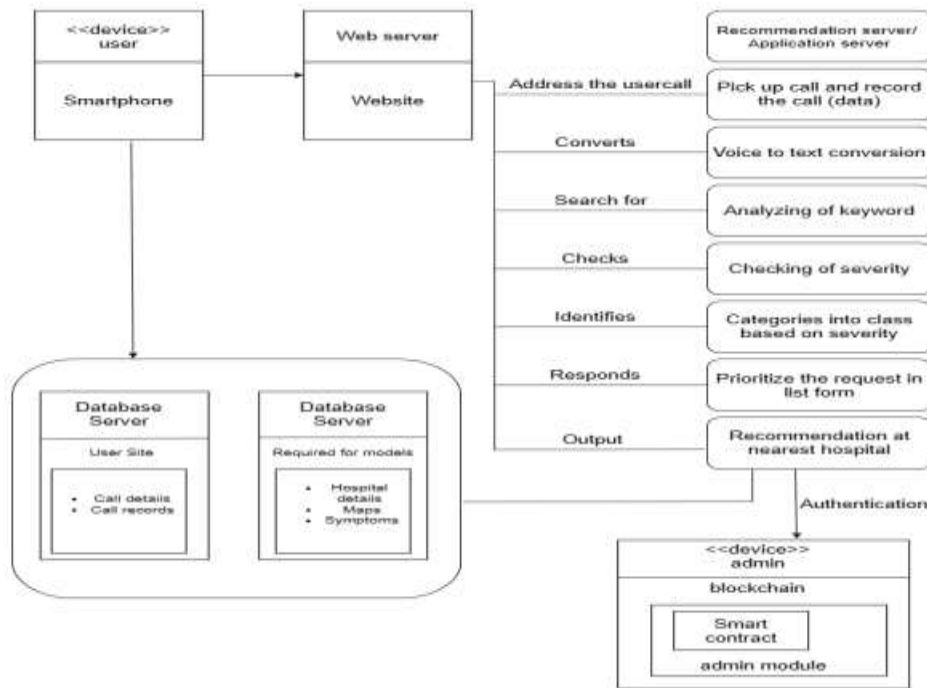 <<device>>
user
Smartphone
Web server
Website
Recommendation server/
Application server
Address the usercall
Pick up call and record
the call (data)
Converts
Voice to text conversion
Search for
Analyzing of keyword
Checks
Checking of severity
Identifies
Categories into class
based on severity
Responds
Prioritize the request in
list form
Output
Recommendation at
nearest hospital
Database
Server
User Site
• Call details
• Call records
Database
Server
Required for models
• Hospital
details
• Maps
• Symptoms
Authentication
<<device>>
admin
blockchain
Smart
contract
admin module